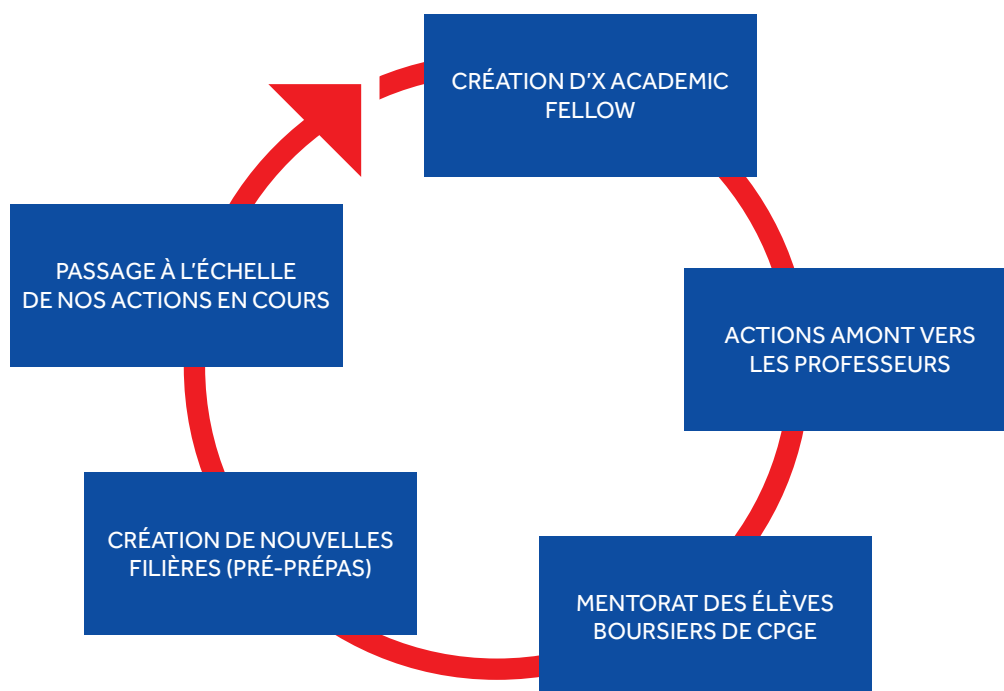 CRÉATION D'X ACADEMIC
FELLOW
ACTIONS AMONT VERS
LES PROFESSEURS
MENTORAT DES ÉLÈVES
BOURSIERS DE CPGE
CRÉATION DE NOUVELLES
FILIÈRES (PRÉ-PRÉPAS)
PASSAGE À L'ÉCHELLE
DE NOS ACTIONS EN COURS